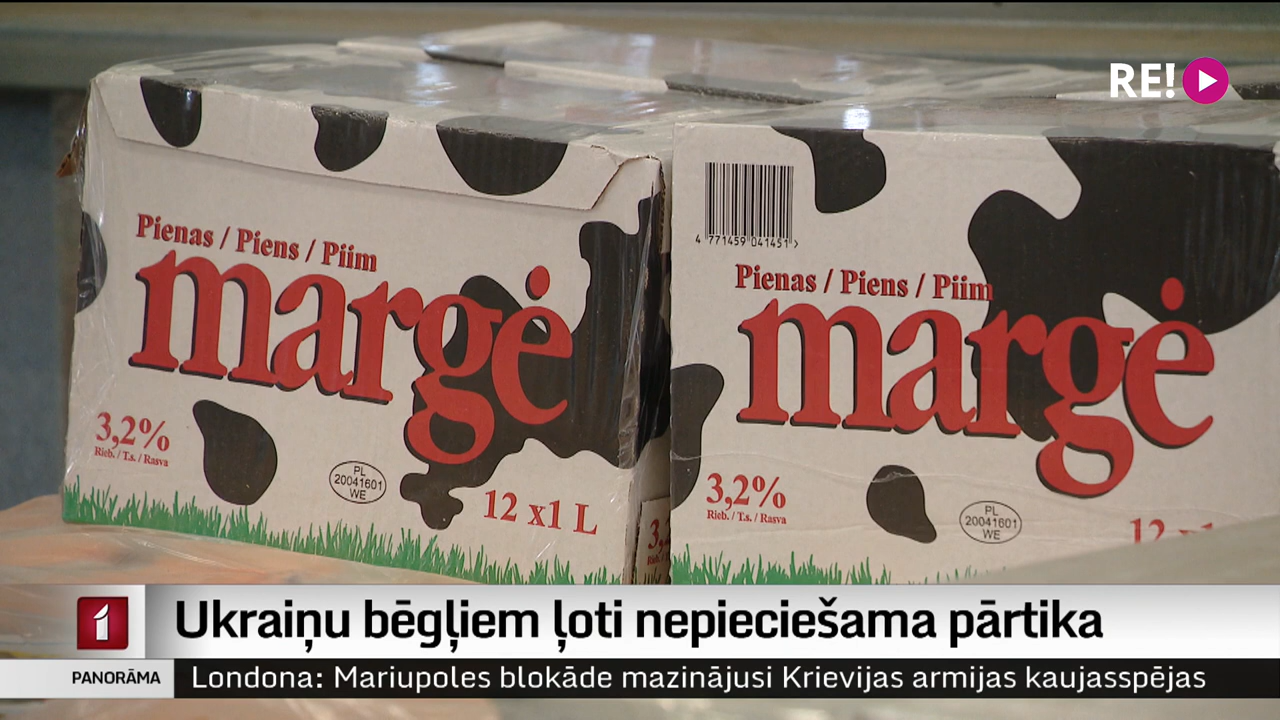 RE!
4 771459 041451 >
Pienas / Piens / Piim
margė
3,2%
Rieb. / T.s. / Rasva
PL
20041601
WE
12 x1 L
Pienas / Piens / Piim
margė
3,2%
Rieb. / T.s. / Rasva
PL
20041601
WE
1
Ukraiņu bēgļiem ļoti nepieciešama pārtika
PANORĀMA
Londona: Mariupoles blokāde mazinājusi Krievijas armijas kaujasspējas